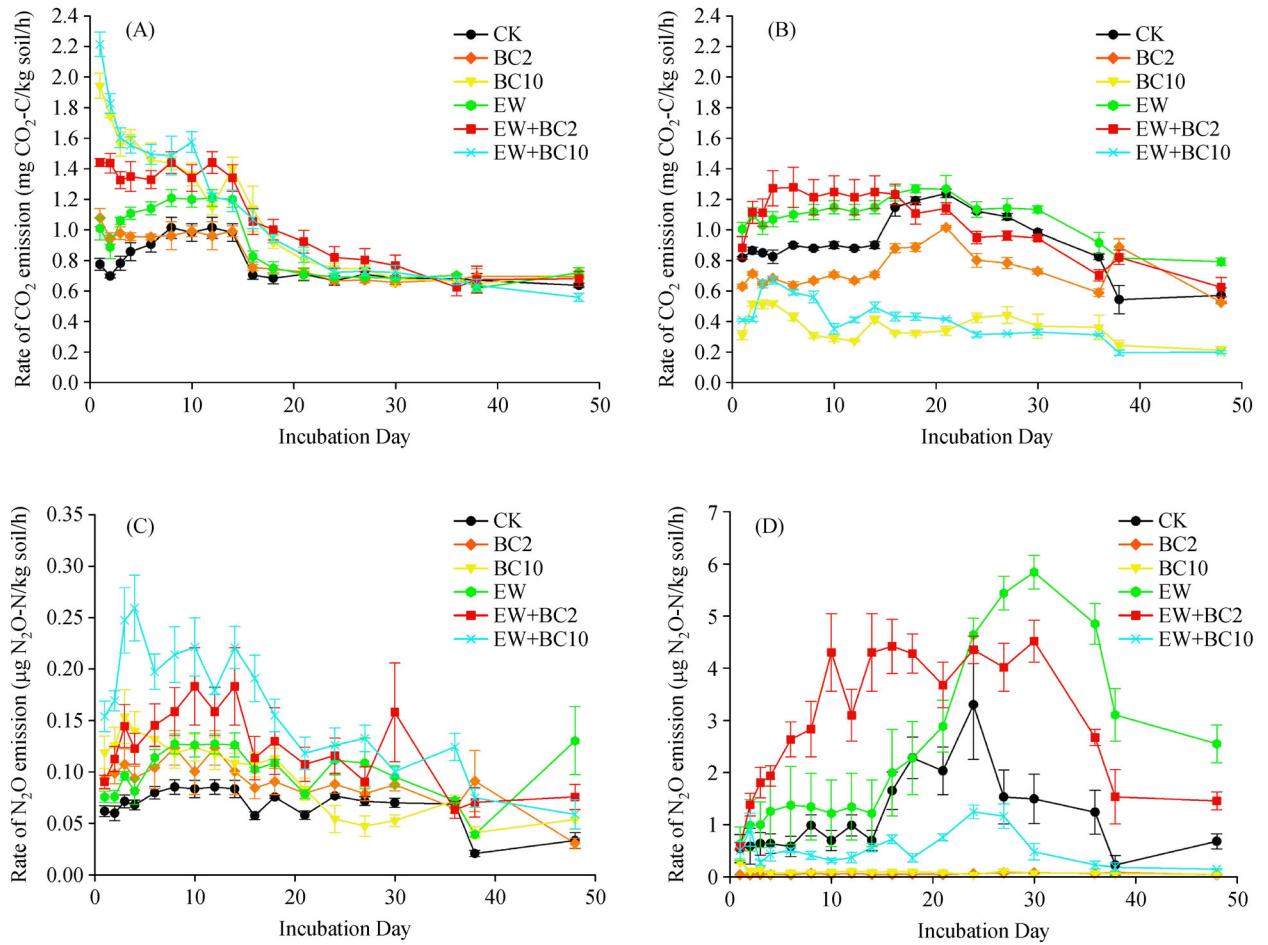 (A)
CK
BC2
BC10
EW
EW+BC2
EW+BC10
Rate of CO₂ emission (mg CO₂-C/kg soil/h)
2.4
2.2
2.0
1.8
1.6
1.4
1.2
1.0
0.8
0.6
0.4
0.2
0.0
0 10 20 30 40 50
Incubation Day
(B)
CK
BC2
BC10
EW
EW+BC2
EW+BC10
Rate of CO₂ emission (mg CO₂-C/kg soil/h)
2.4
2.2
2.0
1.8
1.6
1.4
1.2
1.0
0.8
0.6
0.4
0.2
0.0
0 10 20 30 40 50
Incubation Day
(C)
CK
BC2
BC10
EW
EW+BC2
EW+BC10
Rate of N₂O emission (μg N₂O-N/kg soil/h)
0.35
0.30
0.25
0.20
0.15
0.10
0.05
0.00
0 10 20 30 40 50
Incubation Day
(D)
CK
BC2
BC10
EW
EW+BC2
EW+BC10
Rate of N₂O emission (μg N₂O-N/kg soil/h)
7
6
5
4
3
2
1
0
0 10 20 30 40 50
Incubation Day